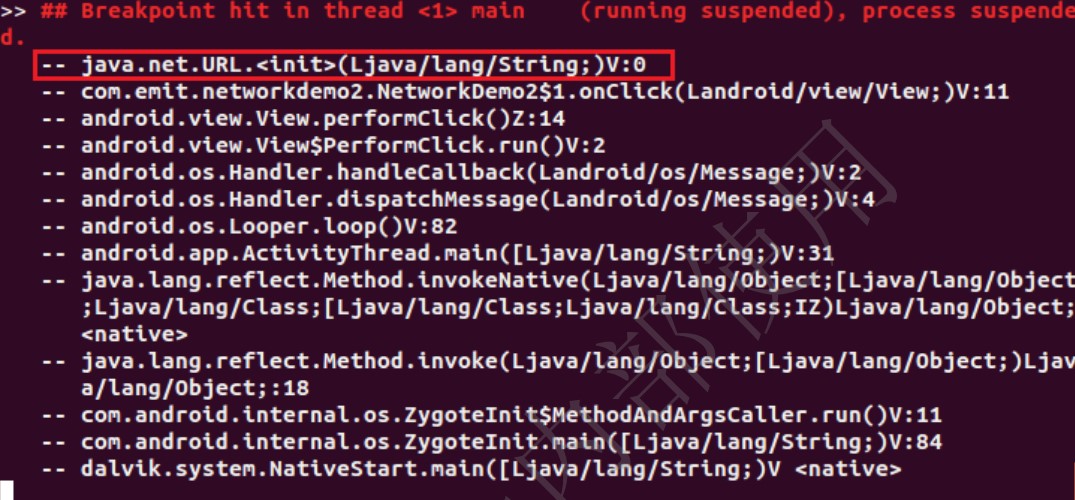 >> ## Breakpoint hit in thread <1> main    (running suspended), process suspende
d.
-- java.net.URL.<init>(Ljava/lang/String;)V:0
-- com.emit.networkdemo2.NetworkDemo2$1.onClick(Landroid/view/View;)V:11
-- android.view.View.performClick()Z:14
-- android.view.View$PerformClick.run()V:2
-- android.os.Handler.handleCallback(Landroid/os/Message;)V:2
-- android.os.Handler.dispatchMessage(Landroid/os/Message;)V:4
-- android.os.Looper.loop()V:82
-- android.app.ActivityThread.main([Ljava/lang/String;)V:31
-- java.lang.reflect.Method.invokeNative(Ljava/lang/Object;[Ljava/lang/Object
;Ljava/lang/Class;[Ljava/lang/Class;Ljava/lang/Class;IZ)Ljava/lang/Object;
<native>
-- java.lang.reflect.Method.invoke(Ljava/lang/Object;[Ljava/lang/Object;)Ljav
a/lang/Object;:18
-- com.android.internal.os.ZygoteInit$MethodAndArgsCaller.run()V:11
-- com.android.internal.os.ZygoteInit.main([Ljava/lang/String;)V:84
-- dalvik.system.NativeStart.main([Ljava/lang/String;)V <native>
内部使用